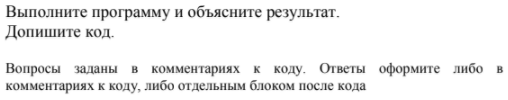 Выполните программу и объясните результат.
Допишите код.
Вопросы заданы в комментариях к коду. Ответы оформите либо в
комментариях к коду, либо отдельным блоком после кода